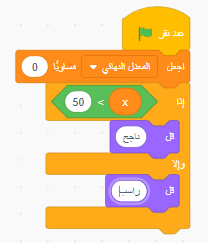 عند نقر
اجعل المعدل النهائي مساويًا 0
إذا x < 50
قل ناجح
وإلا
قل راسب